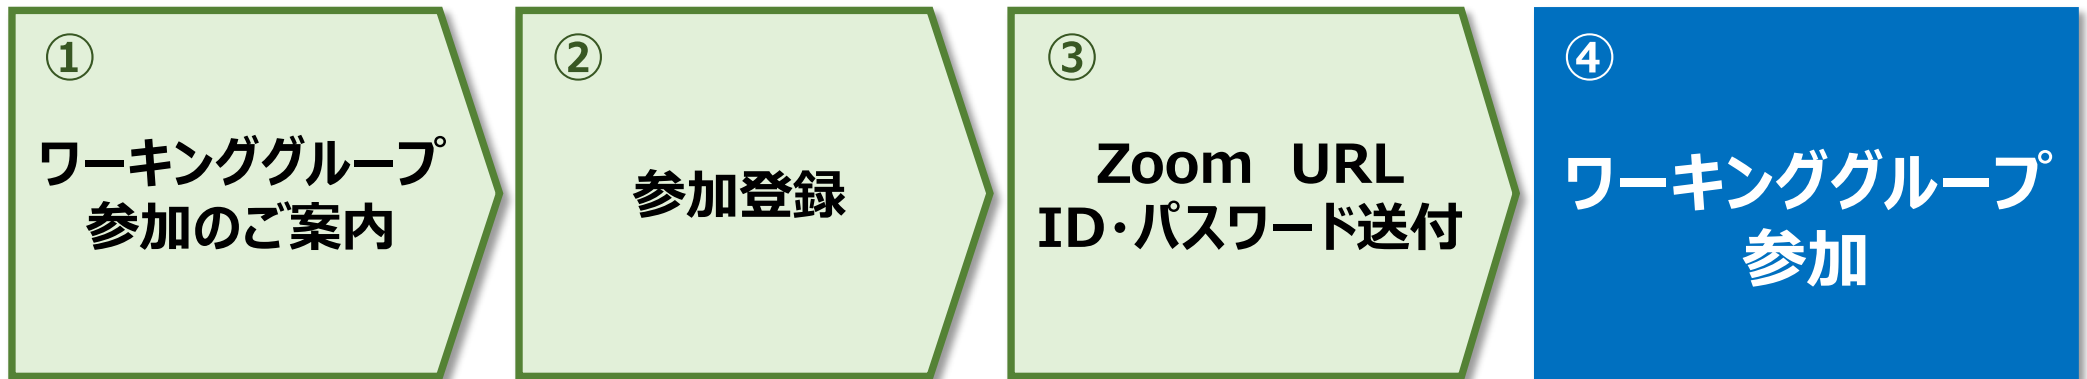 ①
ワーキンググループ
参加のご案内
②
参加登録
③
Zoom　URL
ID・パスワード送付
④
ワーキンググループ
参加